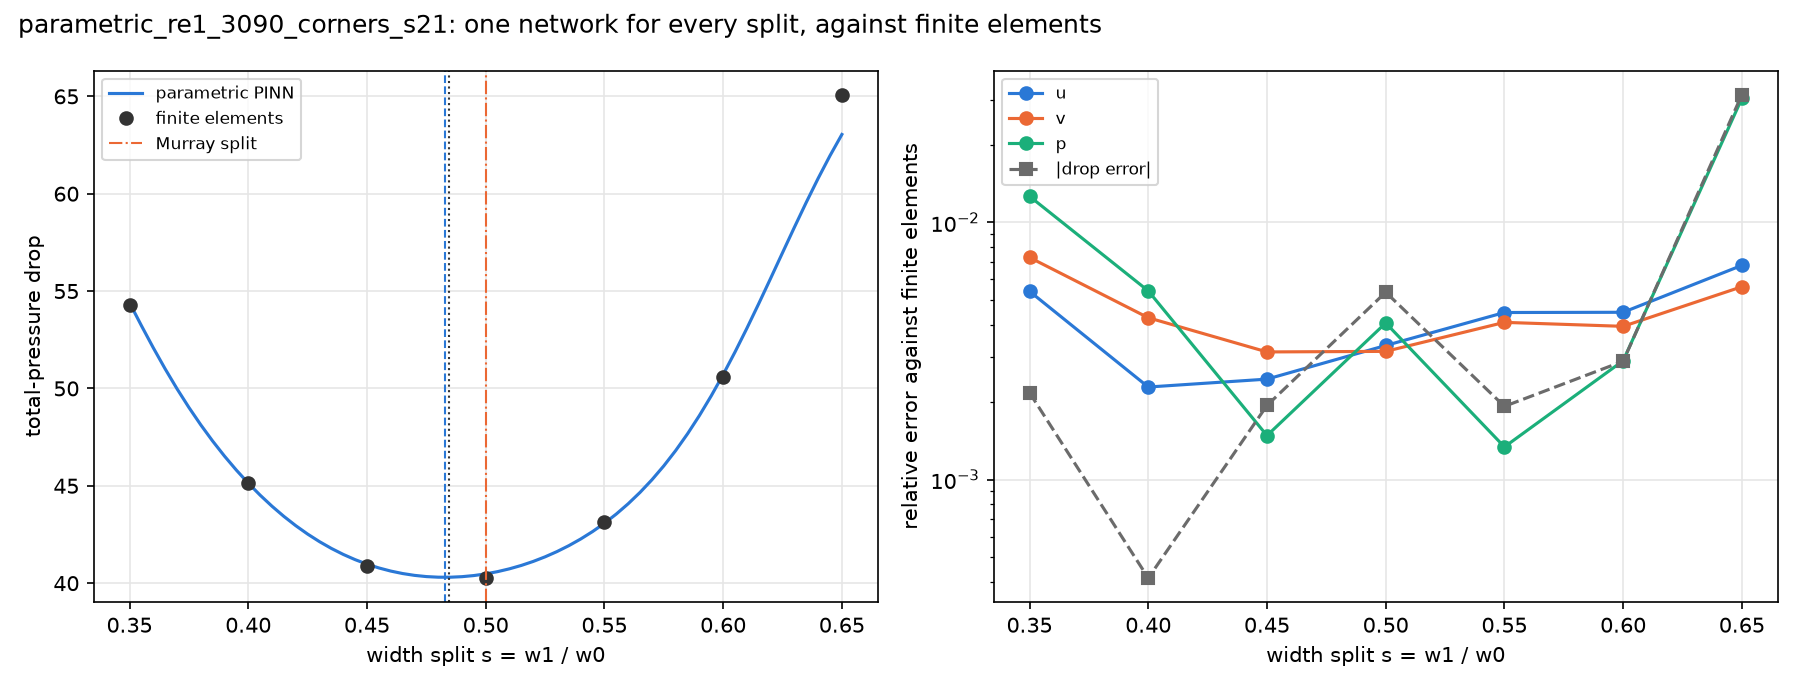 parametric_re1_3090_corners_s21: one network for every split, against finite elements
total-pressure drop
65
60
55
50
45
40
parametric PINN
finite elements
Murray split
0.35 0.40 0.45 0.50 0.55 0.60 0.65
width split s = w1 / w0
relative error against finite elements
10⁻²
10⁻³
u
v
p
|drop error|
0.35 0.40 0.45 0.50 0.55 0.60 0.65
width split s = w1 / w0